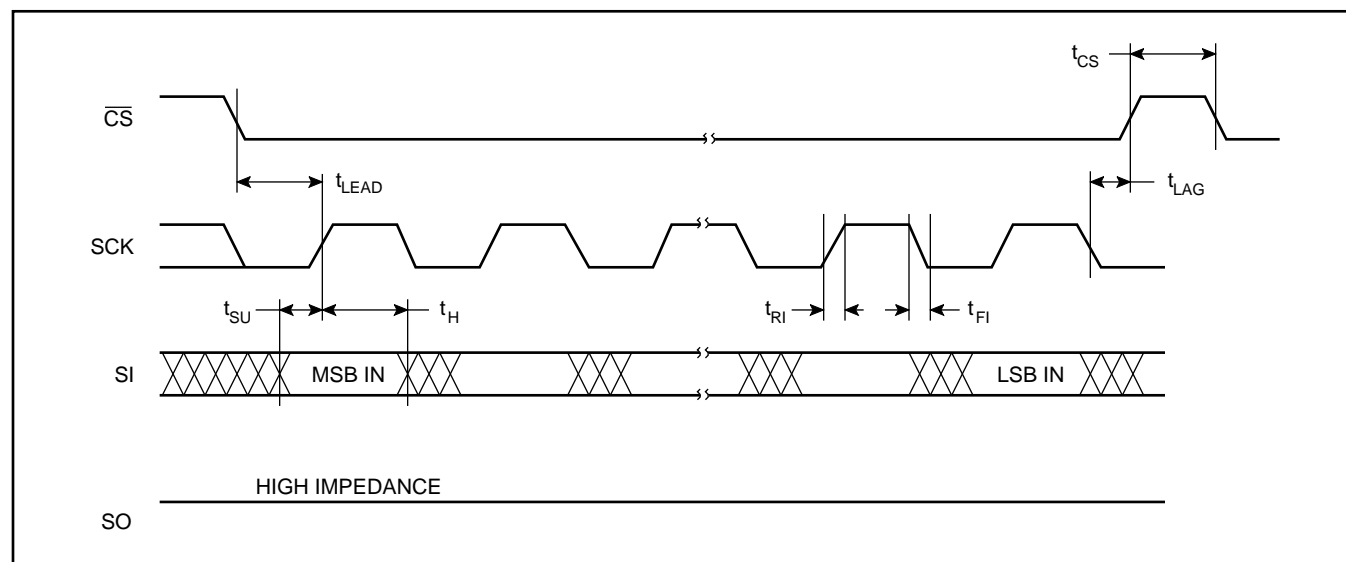 tCS
CS
tLEAD
tLAG
SCK
tSU
tH
tRI
tFI
SI
MSB IN
LSB IN
HIGH IMPEDANCE
SO